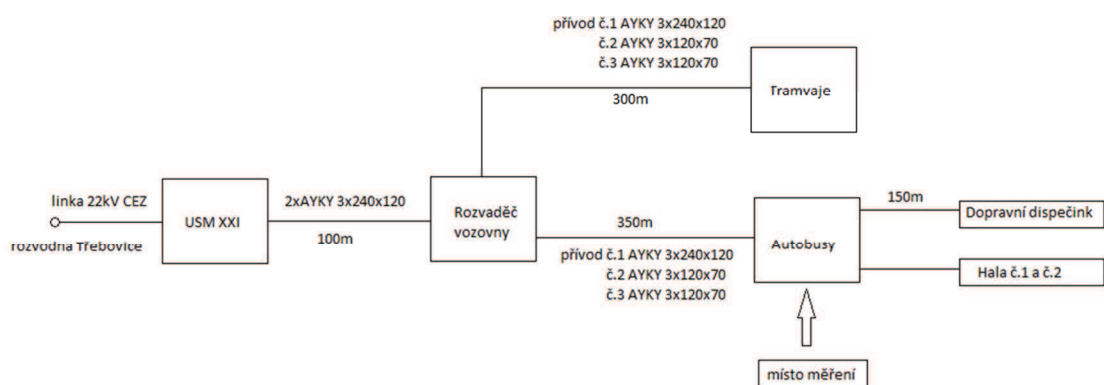 přívod č.1 AYKY 3x240x120
č.2 AYKY 3x120x70
č.3 AYKY 3x120x70
300m
Tramvaje
linka 22kV CEZ
rozvodna Třebovice
USM XXI
2xAYKY 3x240x120
100m
Rozvaděč
vozovny
350m
přívod č.1 AYKY 3x240x120
č.2 AYKY 3x120x70
č.3 AYKY 3x120x70
Autobusy
150m
Dopravní dispečink
Hala č.1 a č.2
místo měření